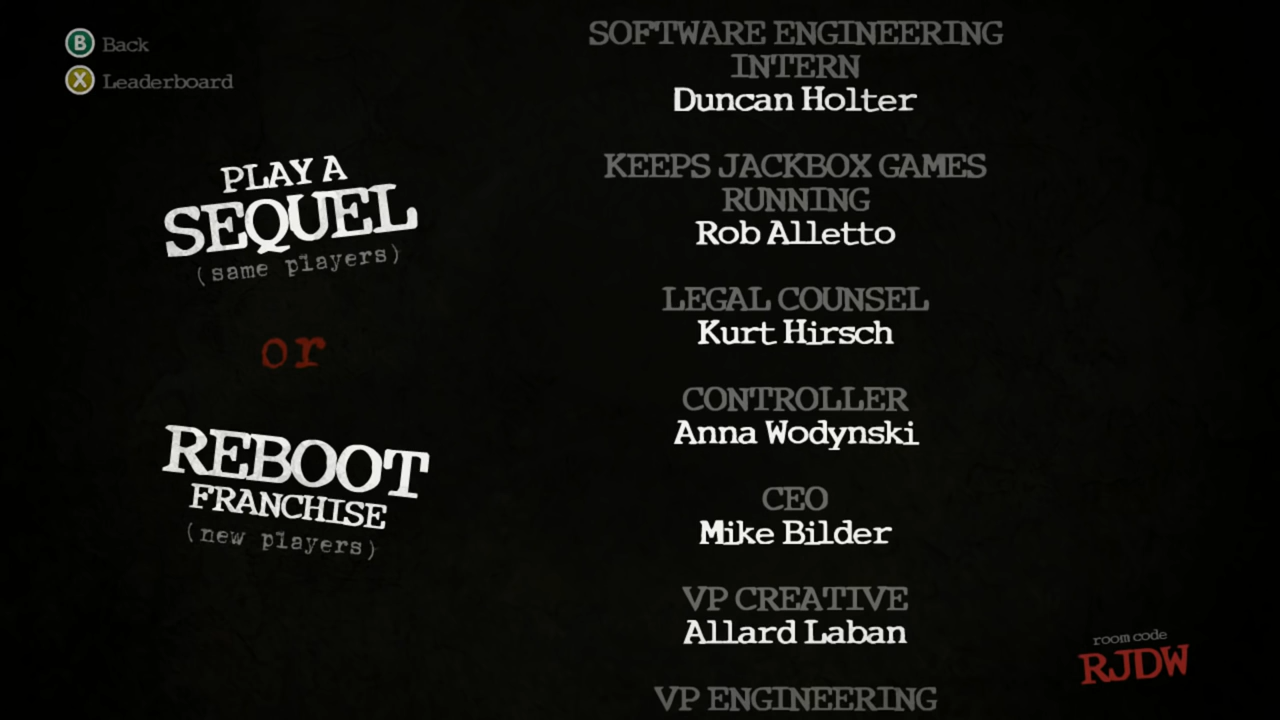 B Back
X Leaderboard
PLAY A
SEQUEL
(same players)
or
REBOOT
FRANCHISE
(new players)
SOFTWARE ENGINEERING
INTERN
Duncan Holter
KEEPS JACKBOX GAMES
RUNNING
Rob Alletto
LEGAL COUNSEL
Kurt Hirsch
CONTROLLER
Anna Wodynski
CEO
Mike Bilder
VP CREATIVE
Allard Laban
VP ENGINEERING
room code
RJDW